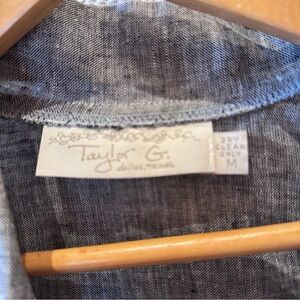 Taylor G.
dallas, texas
DRY
CLEAN
ONLY
M